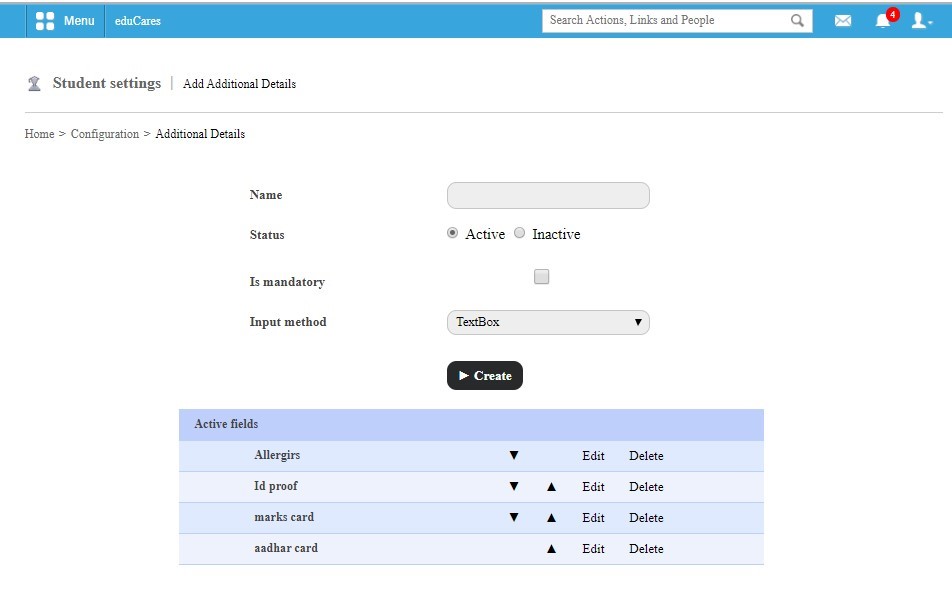 Menu eduCares Search Actions, Links and People 4
Student settings | Add Additional Details
Home > Configuration > Additional Details
Name
Status Active Inactive
Is mandatory
Input method TextBox ▼
▶ Create
Active fields
Allergirs ▼ Edit Delete
Id proof ▼ ▲ Edit Delete
marks card ▼ ▲ Edit Delete
aadhar card ▲ Edit Delete